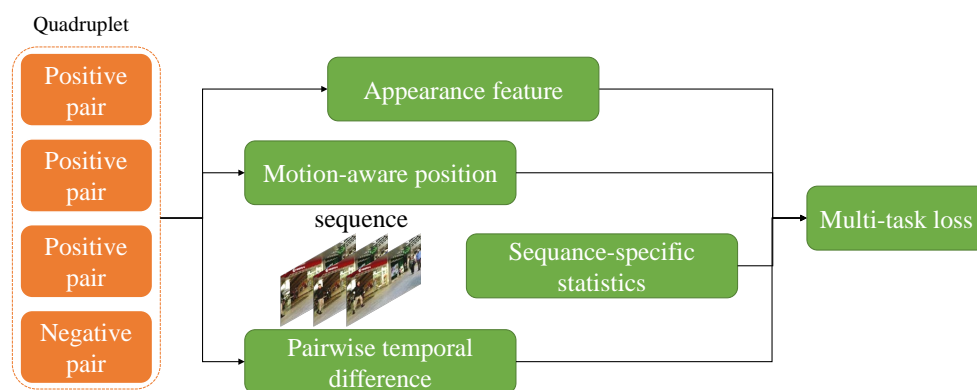 Quadruplet
Positive
pair
Positive
pair
Positive
pair
Negative
pair
Appearance feature
Motion-aware position
sequence
Sequance-specific
statistics
Pairwise temporal
difference
Multi-task loss